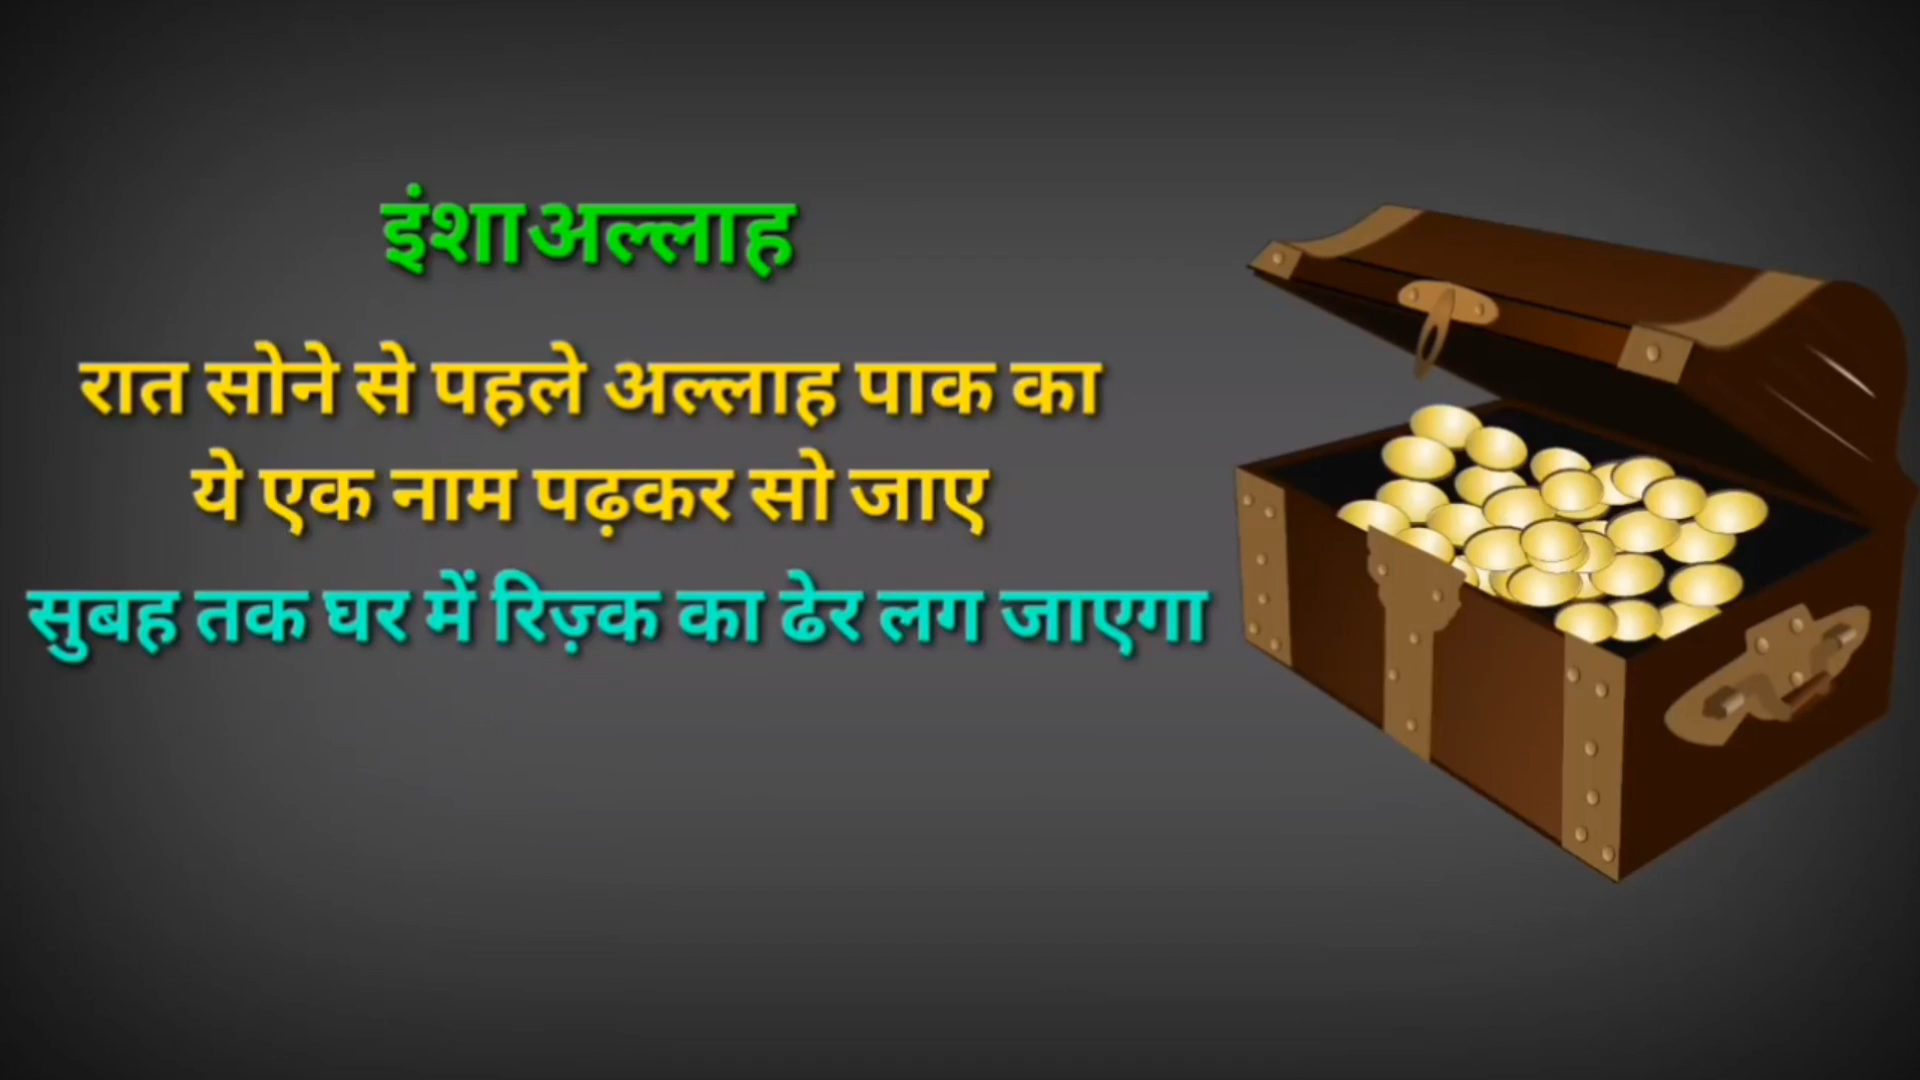 इंशाअल्लाह
रात सोने से पहले अल्लाह पाक का
ये एक नाम पढ़कर सो जाए
सुबह तक घर में रिज़्क का ढेर लग जाएगा